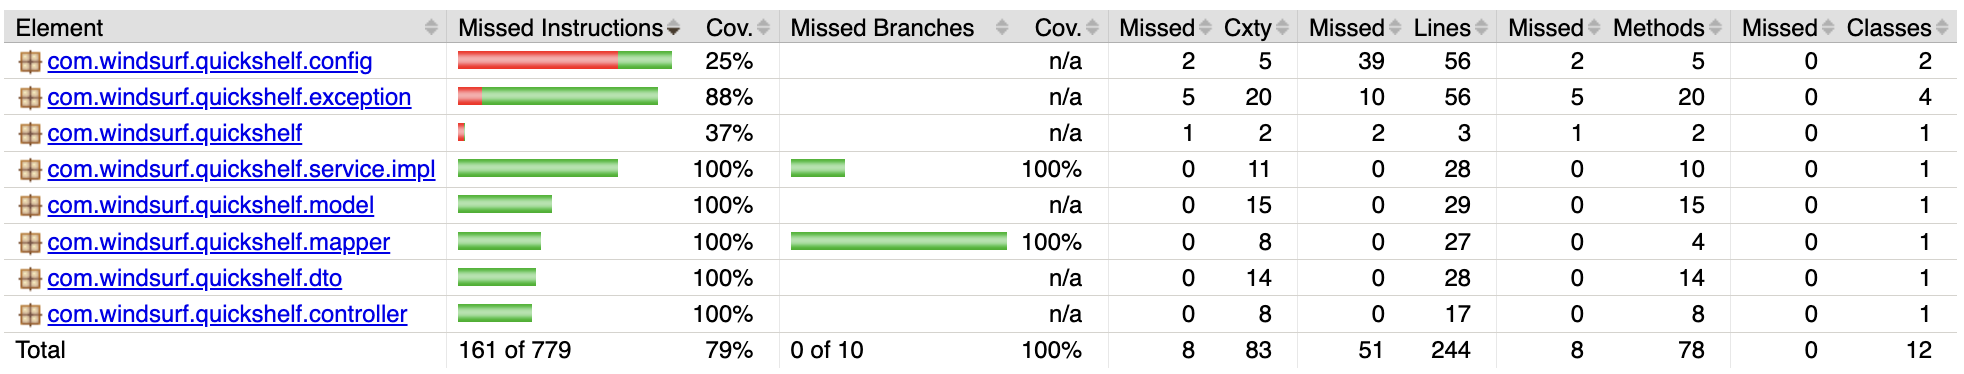 Element Missed Instructions Cov. Missed Branches Cov. Missed Cxty Missed Lines Missed Methods Missed Classes
com.windsurf.quickshelf.config 25% n/a 2 5 39 56 2 5 0 2
com.windsurf.quickshelf.exception 88% n/a 5 20 10 56 5 20 0 4
com.windsurf.quickshelf 37% n/a 1 2 2 3 1 2 0 1
com.windsurf.quickshelf.service.impl 100% 100% 0 11 0 28 0 10 0 1
com.windsurf.quickshelf.model 100% n/a 0 15 0 29 0 15 0 1
com.windsurf.quickshelf.mapper 100% 100% 0 8 0 27 0 4 0 1
com.windsurf.quickshelf.dto 100% n/a 0 14 0 28 0 14 0 1
com.windsurf.quickshelf.controller 100% n/a 0 8 0 17 0 8 0 1
Total 161 of 779 79% 0 of 10 100% 8 83 51 244 8 78 0 12